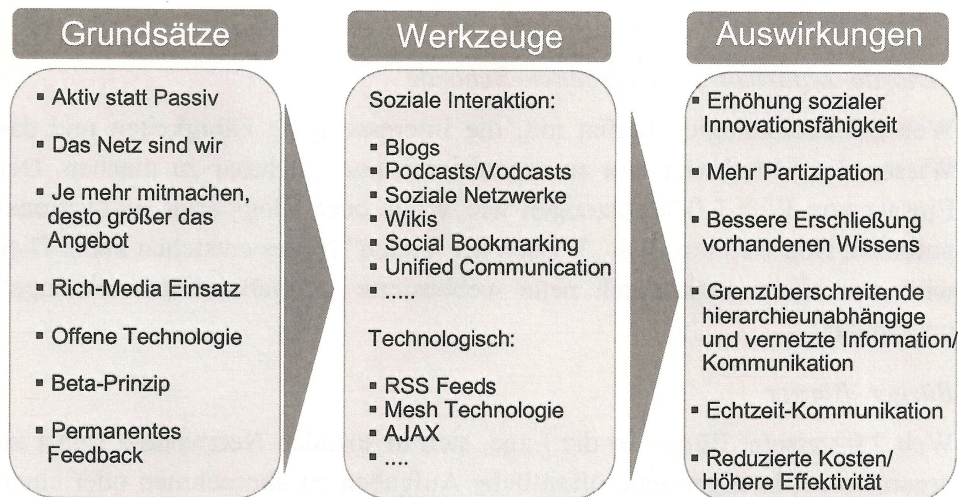 Grundsätze
▪ Aktiv statt Passiv
▪ Das Netz sind wir
▪ Je mehr mitmachen,
desto größer das
Angebot
▪ Rich-Media Einsatz
▪ Offene Technologie
▪ Beta-Prinzip
▪ Permanentes
Feedback
Werkzeuge
Soziale Interaktion:
▪ Blogs
▪ Podcasts/Vodcasts
▪ Soziale Netzwerke
▪ Wikis
▪ Social Bookmarking
▪ Unified Communication
▪ .....
Technologisch:
▪ RSS Feeds
▪ Mesh Technologie
▪ AJAX
▪ ....
Auswirkungen
▪ Erhöhung sozialer
Innovationsfähigkeit
▪ Mehr Partizipation
▪ Bessere Erschließung
vorhandenen Wissens
▪ Grenzüberschreitende
hierarchieunabhängige
und vernetzte Information/
Kommunikation
▪ Echtzeit-Kommunikation
▪ Reduzierte Kosten/
Höhere Effektivität